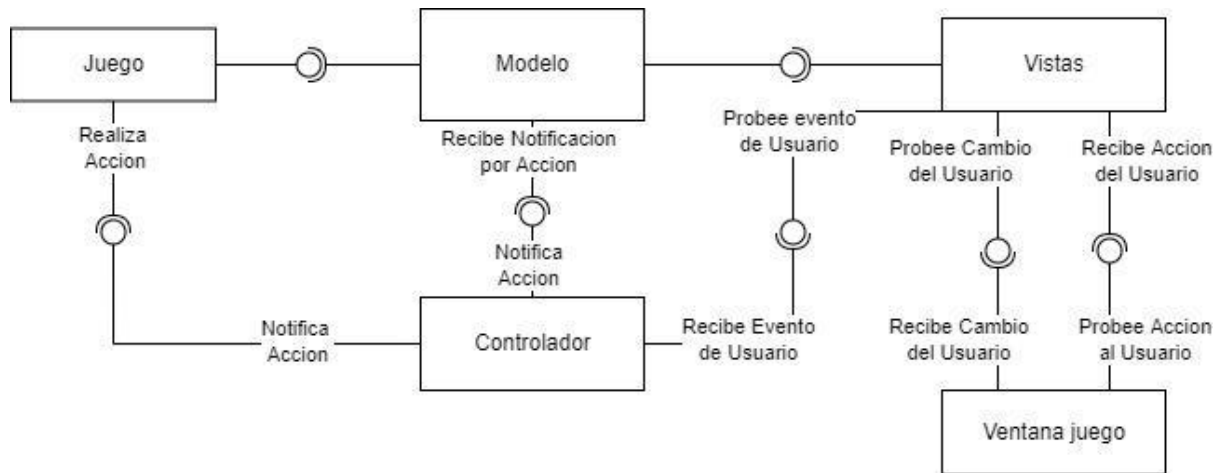 Juego
Modelo
Vistas
Realiza
Accion
Recibe Notificacion
por Accion
Probee evento
de Usuario
Probee Cambio
del Usuario
Recibe Accion
del Usuario
Notifica
Accion
Notifica
Accion
Controlador
Recibe Evento
de Usuario
Recibe Cambio
del Usuario
Probee Accion
al Usuario
Ventana juego